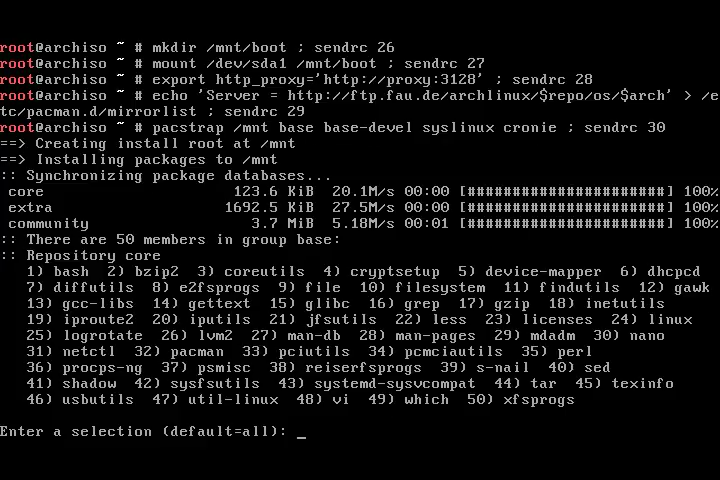 root@archiso ~ # mkdir /mnt/boot ; sendrc 26
root@archiso ~ # mount /dev/sda1 /mnt/boot ; sendrc 27
root@archiso ~ # export http_proxy='http://proxy:3128' ; sendrc 28
root@archiso ~ # echo 'Server = http://ftp.fau.de/archlinux/$repo/os/$arch' > /e
tc/pacman.d/mirrorlist ; sendrc 29
root@archiso ~ # pacstrap /mnt base base-devel syslinux cronie ; sendrc 30
==> Creating install root at /mnt
==> Installing packages to /mnt
:: Synchronizing package databases...
core 123.6 KiB 20.1M/s 00:00 [######################] 100%
extra 1692.5 KiB 27.5M/s 00:00 [######################] 100%
community 3.7 MiB 5.18M/s 00:01 [######################] 100%
:: There are 50 members in group base:
:: Repository core
1) bash 2) bzip2 3) coreutils 4) cryptsetup 5) device-mapper 6) dhcpcd
7) diffutils 8) e2fsprogs 9) file 10) filesystem 11) findutils 12) gawk
13) gcc-libs 14) gettext 15) glibc 16) grep 17) gzip 18) inetutils
19) iproute2 20) iputils 21) jfsutils 22) less 23) licenses 24) linux
25) logrotate 26) lvm2 27) man-db 28) man-pages 29) mdadm 30) nano
31) netctl 32) pacman 33) pciutils 34) pcmciautils 35) perl
36) procps-ng 37) psmisc 38) reiserfsprogs 39) s-nail 40) sed
41) shadow 42) sysfsutils 43) systemd-sysvcompat 44) tar 45) texinfo
46) usbutils 47) util-linux 48) vi 49) which 50) xfsprogs
Enter a selection (default=all): _